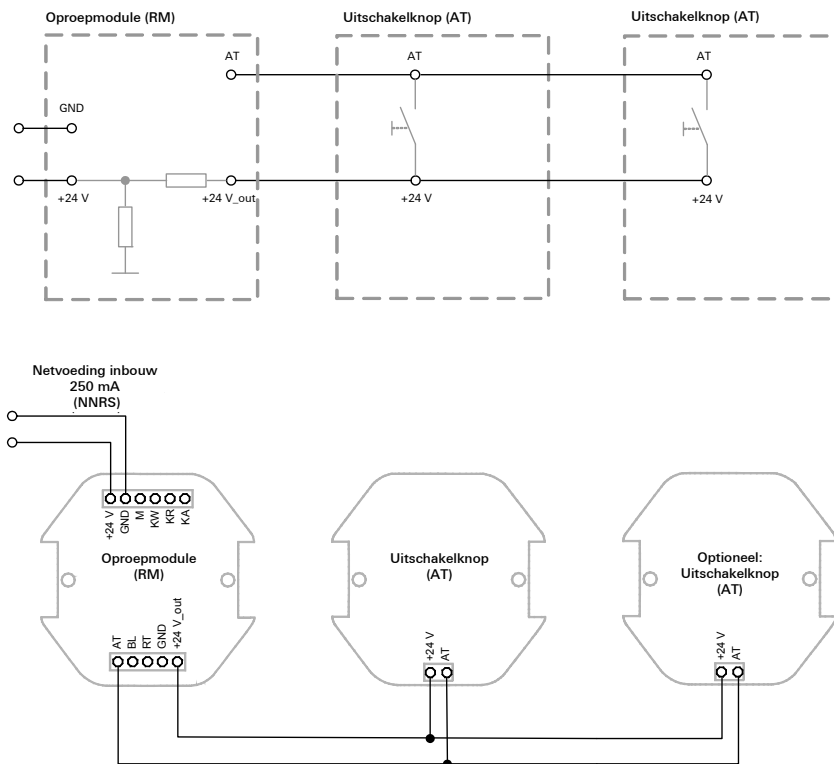 Oproepmodule (RM)
Uitschakelknop (AT)
Uitschakelknop (AT)
AT
AT
AT
GND
+24 V
+24 V_out
+24 V
+24 V
Netvoeding inbouw
250 mA
(NNRS)
+24 V
GND
M
KW
KR
KA
Oproepmodule
(RM)
Uitschakelknop
(AT)
Optioneel:
Uitschakelknop
(AT)
AT
BL
RT
GND
+24 V_out
+24 V
AT
+24 V
AT